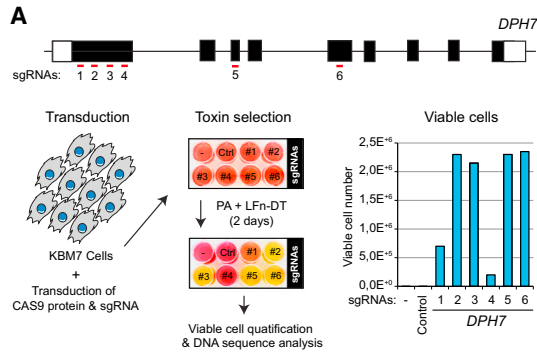 A
DPH7
sgRNAs:
1 2 3 4
5
6
Transduction
KBM7 Cells
+
Transduction of
CAS9 protein & sgRNA
Toxin selection
- Ctrl #1 #2
#3 #4 #5 #6
sgRNAs
PA + LFn-DT
(2 days)
- Ctrl #1 #2
#3 #4 #5 #6
sgRNAs
Viable cell quatification
& DNA sequence analysis
Viable cells
Viable cell number
2,5E+6
2,0E+6
1,5E+6
1,0E+6
5,0E+5
0,0E+0
sgRNAs: - Control 1 2 3 4 5 6
DPH7